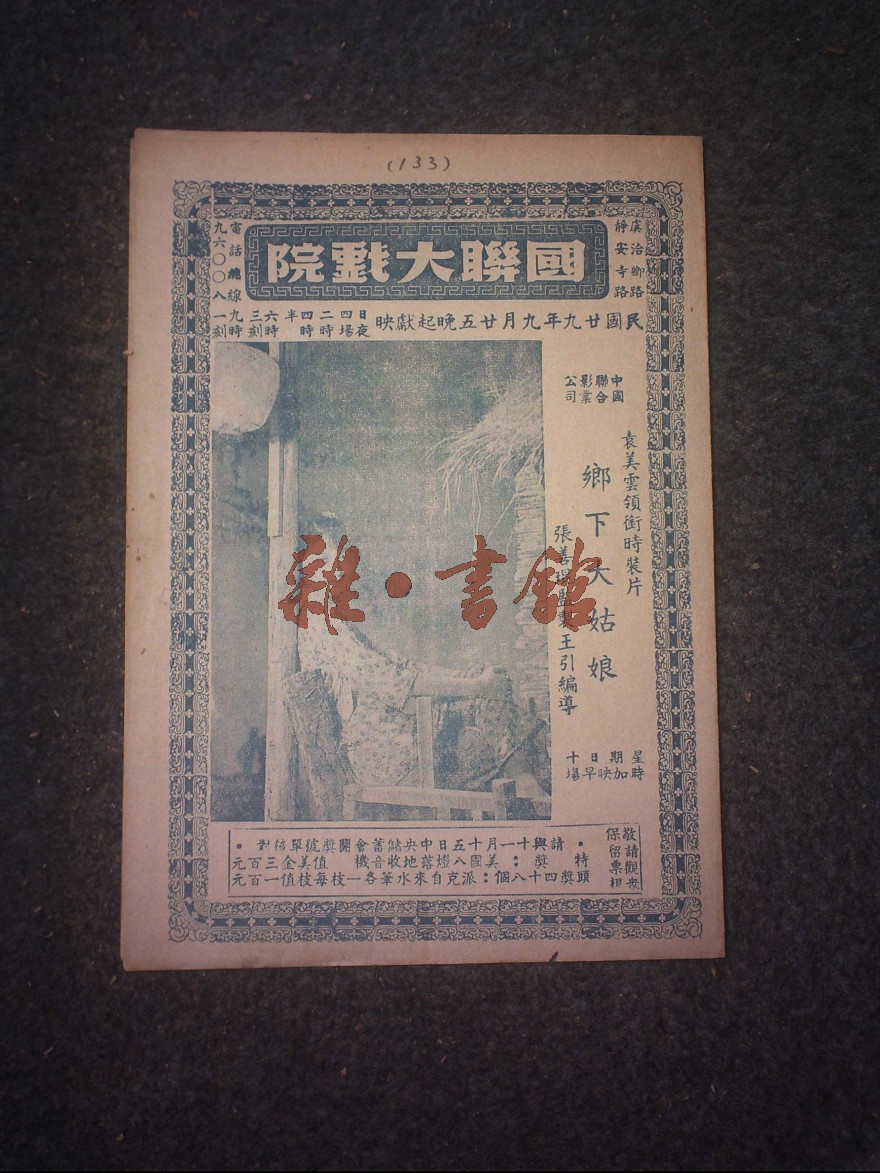 (133)
虞洽卿路
靜安寺路
國聯大戲院
電話總線
九六〇〇八
民國廿九年九月廿五晚起獻映
日夜四場 二時 四時半 六時三刻 九時一刻
中國聯合影業公司
袁美雲領銜時裝片
鄉下大姑娘
張善琨監製王引編導
星期日十時加映早場
敬請觀眾
保留票根
•請與十一月十五日中央儲蓄會開獎號單核對•
特獎：美國八燈落地收音機 值美金三百元
頭獎四十八個：派克自來水筆各一枝每枝值一百元
雜·書館